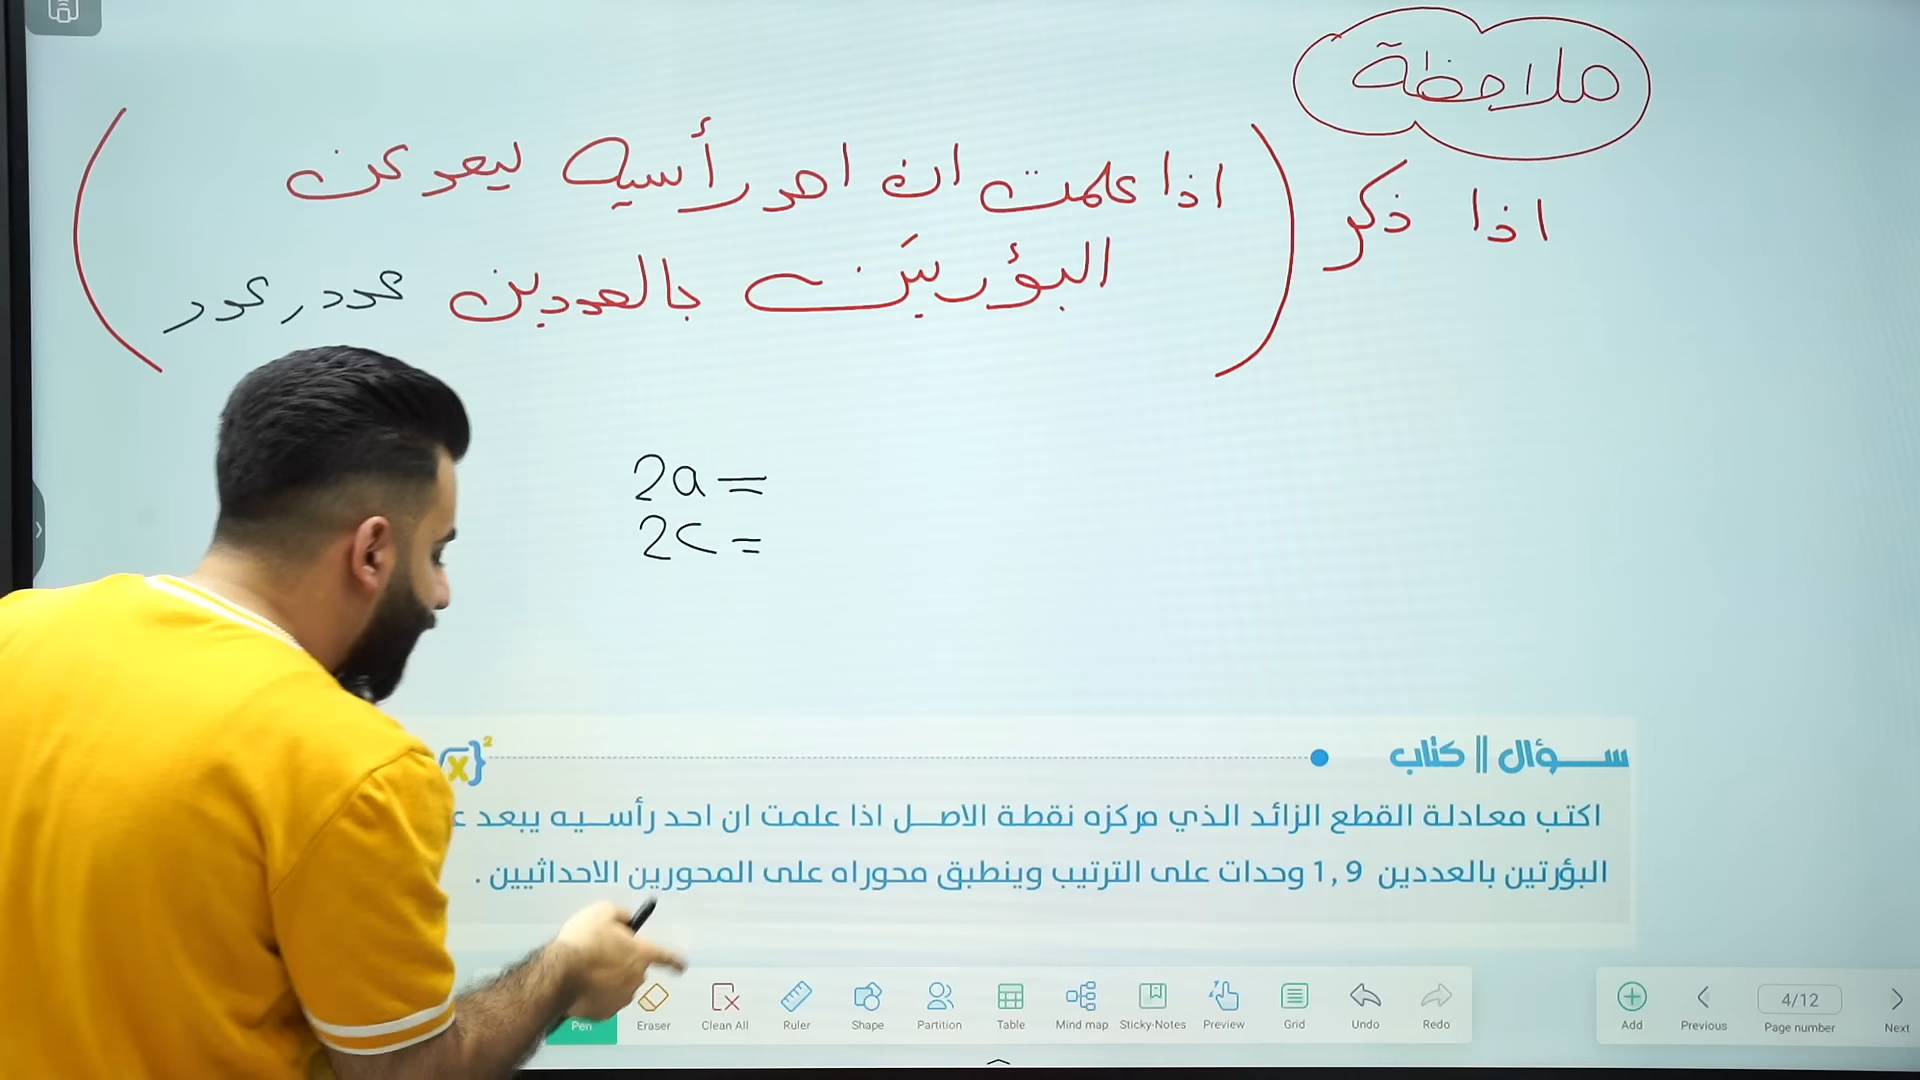 ملاحظة
اذا ذكر
اذا علمت ان احد رأسيه يبعد عن
البؤرتين بالعددين عدد, عدد
2a =
2c =
سؤال || كتاب
اكتب معادلة القطع الزائد الذي مركزه نقطة الاصل اذا علمت ان احد رأسيه يبعد
البؤرتين بالعددين 9 , 1 وحدات على الترتيب وينطبق محوراه على المحورين الاحداثيين .
Pen
Eraser
Clean All
Ruler
Shape
Partition
Table
Mind map
Sticky-Notes
Preview
Grid
Undo
Redo
Add
Previous
4/12
Page number
Next